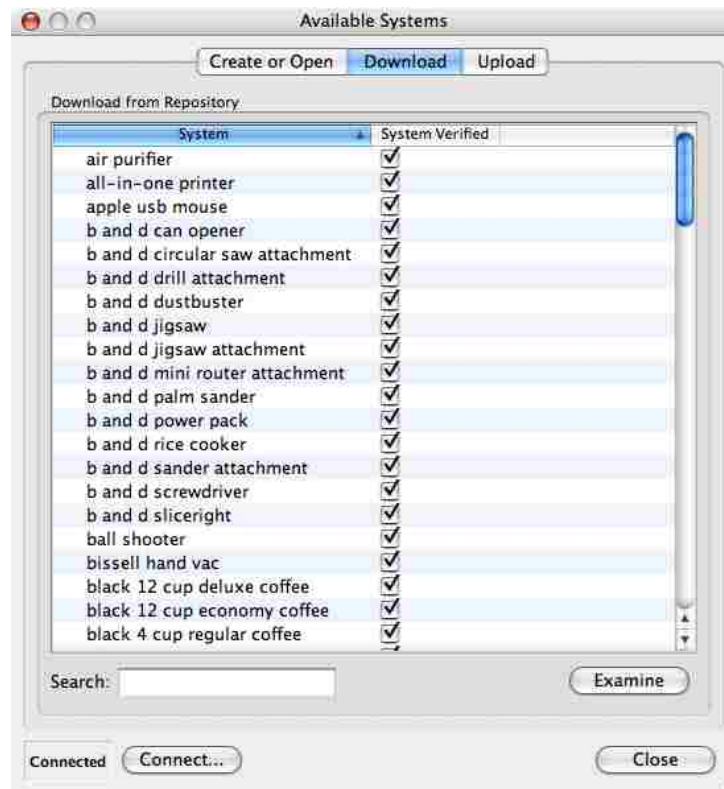 Available Systems
Create or Open Download Upload
Download from Repository
System System Verified
air purifier
all-in-one printer
apple usb mouse
b and d can opener
b and d circular saw attachment
b and d drill attachment
b and d dustbuster
b and d jigsaw
b and d jigsaw attachment
b and d mini router attachment
b and d palm sander
b and d power pack
b and d rice cooker
b and d sander attachment
b and d screwdriver
b and d sliceright
ball shooter
bissell hand vac
black 12 cup deluxe coffee
black 12 cup economy coffee
black 4 cup regular coffee
Search: Examine
Connected Connect... Close